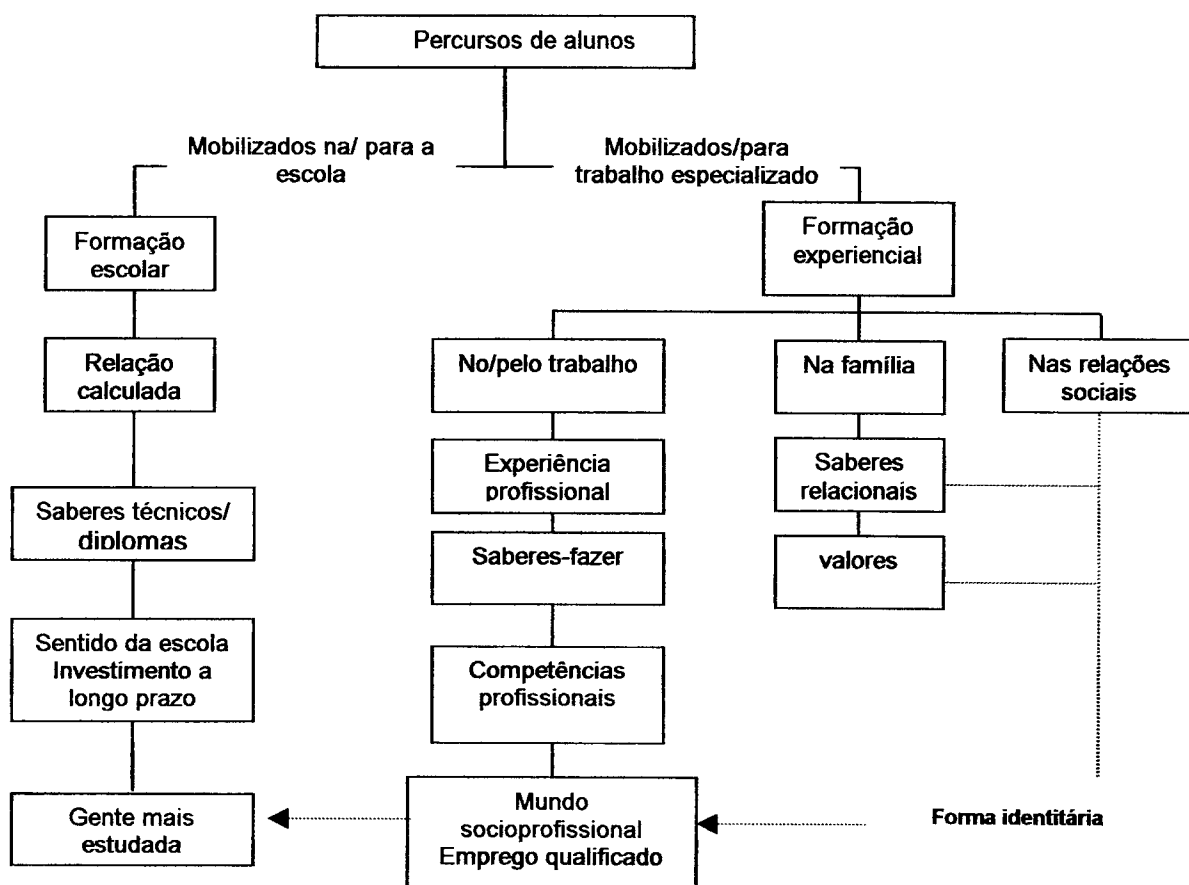 Percursos de alunos
Mobilizados na/ para a
escola
Mobilizados/para
trabalho especializado
Formação
escolar
Formação
experiencial
Relação
calculada
No/pelo trabalho
Na família
Nas relações
sociais
Experiência
profissional
Saberes
relacionais
Saberes técnicos/
diplomas
Saberes-fazer
valores
Sentido da escola
Investimento a
longo prazo
Competências
profissionais
Gente mais
estudada
Mundo
socioprofissional
Emprego qualificado
Forma identitária